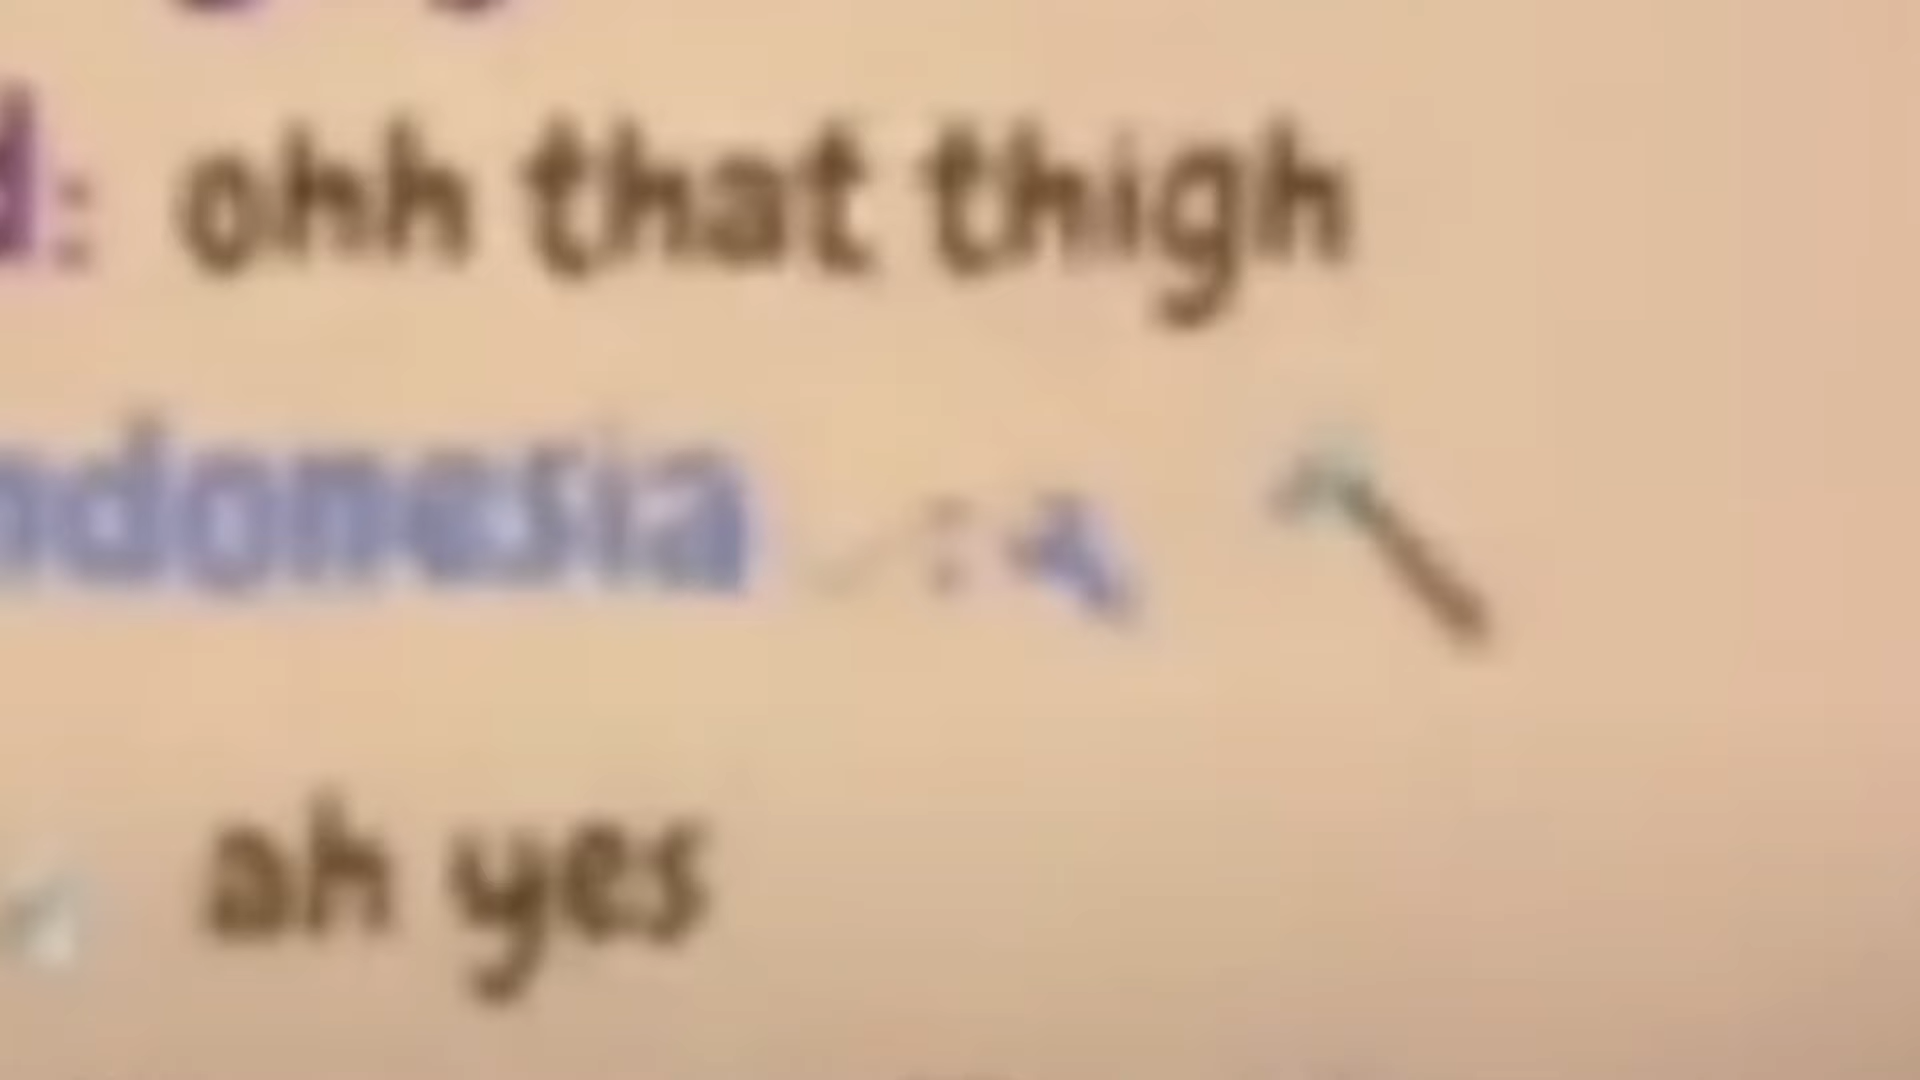 d: ohh that thigh
ndonesia :
ah yes